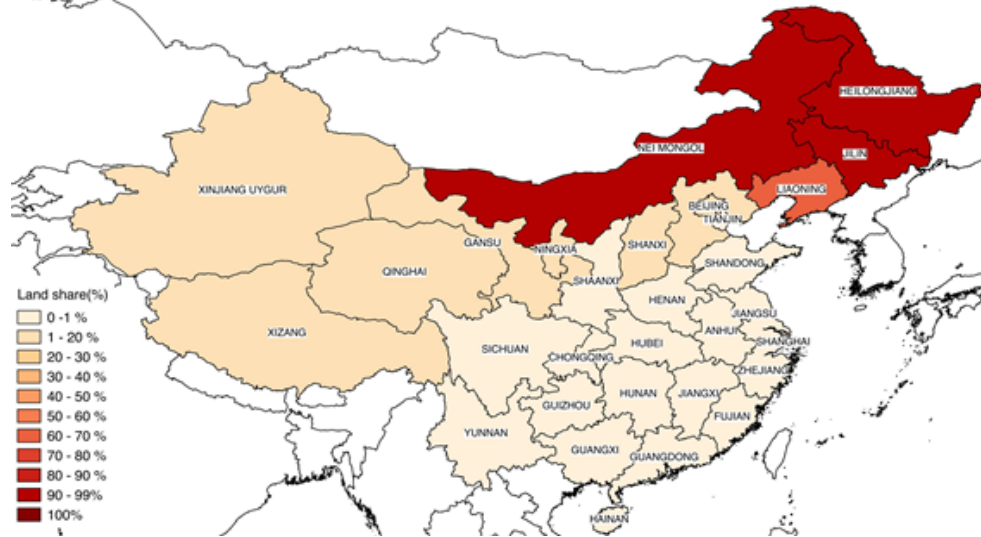 HEILONGJIANG
NEI MONGOL
JILIN
XINJIANG UYGUR
LIAONING
BEIJING
TIANJIN
GANSU
NINGXIA
SHANXI
QINGHAI
SHANDONG
SHAANXI
Land share(%)
0 -1 %
1 - 20 %
20 - 30 %
30 - 40 %
40 - 50 %
50 - 60 %
60 - 70 %
70 - 80 %
80 - 90 %
90 - 99%
100%
HENAN
JIANGSU
XIZANG
ANHUI
SICHUAN
HUBEI
SHANGHAI
CHONGQING
ZHEJIANG
HUNAN
JIANGXI
GUIZHOU
FUJIAN
YUNNAN
GUANGXI
GUANGDONG
HAINAN